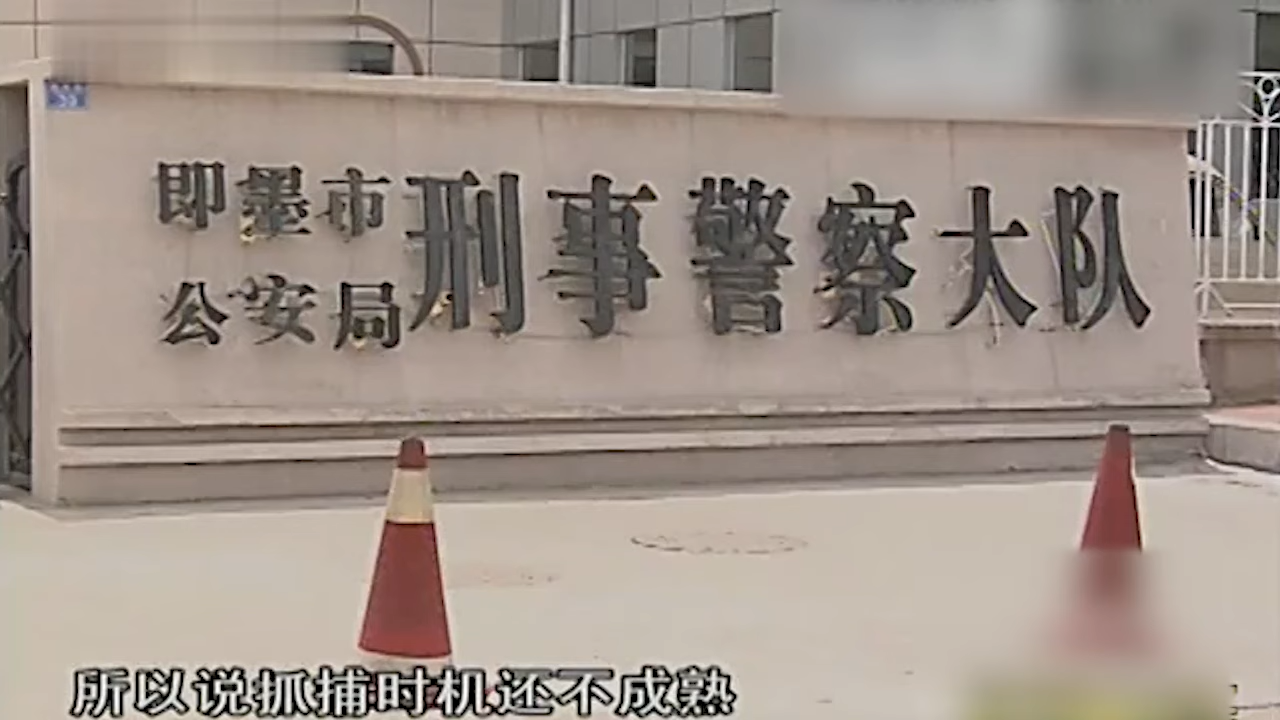 即墨市
公安局
刑事警察大队
所以说抓捕时机还不成熟